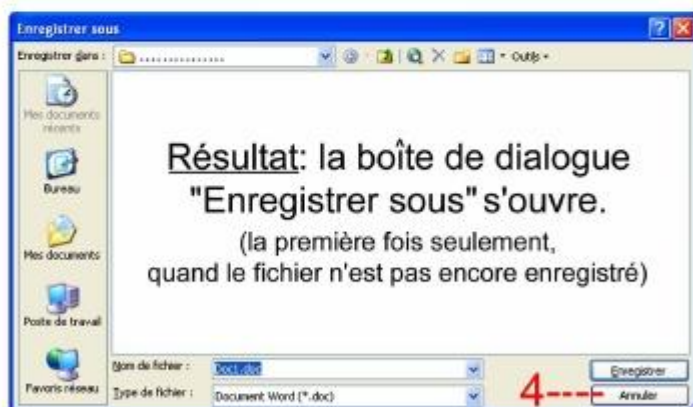 Enregistrer sous
Enregistrer dans :
Outils
Mes documents
récents
Bureau
Mes documents
Poste de travail
Favoris réseau
Résultat: la boîte de dialogue
"Enregistrer sous" s'ouvre.
(la première fois seulement,
quand le fichier n'est pas encore enregistré)
Nom de fichier :
Doc1.doc
Enregistrer
Type de fichier :
Document Word (*.doc)
4
Annuler